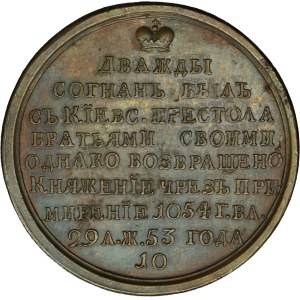 ДВАЖДЫ
СОГНАНЪ БЫЛЪ
СЪ КІЕВС. ПРЕСТОЛА
БРАТЬЯМИ СВОИМИ,
ОДНАКО ВОЗВРАЩЕНО
КНЯЖЕНІЕ ЧРЕЗЪ ПРИ
МИРЕНІЕ 1054 Г. ВЛ.
29 Л. Ж. 53 ГОДА
10